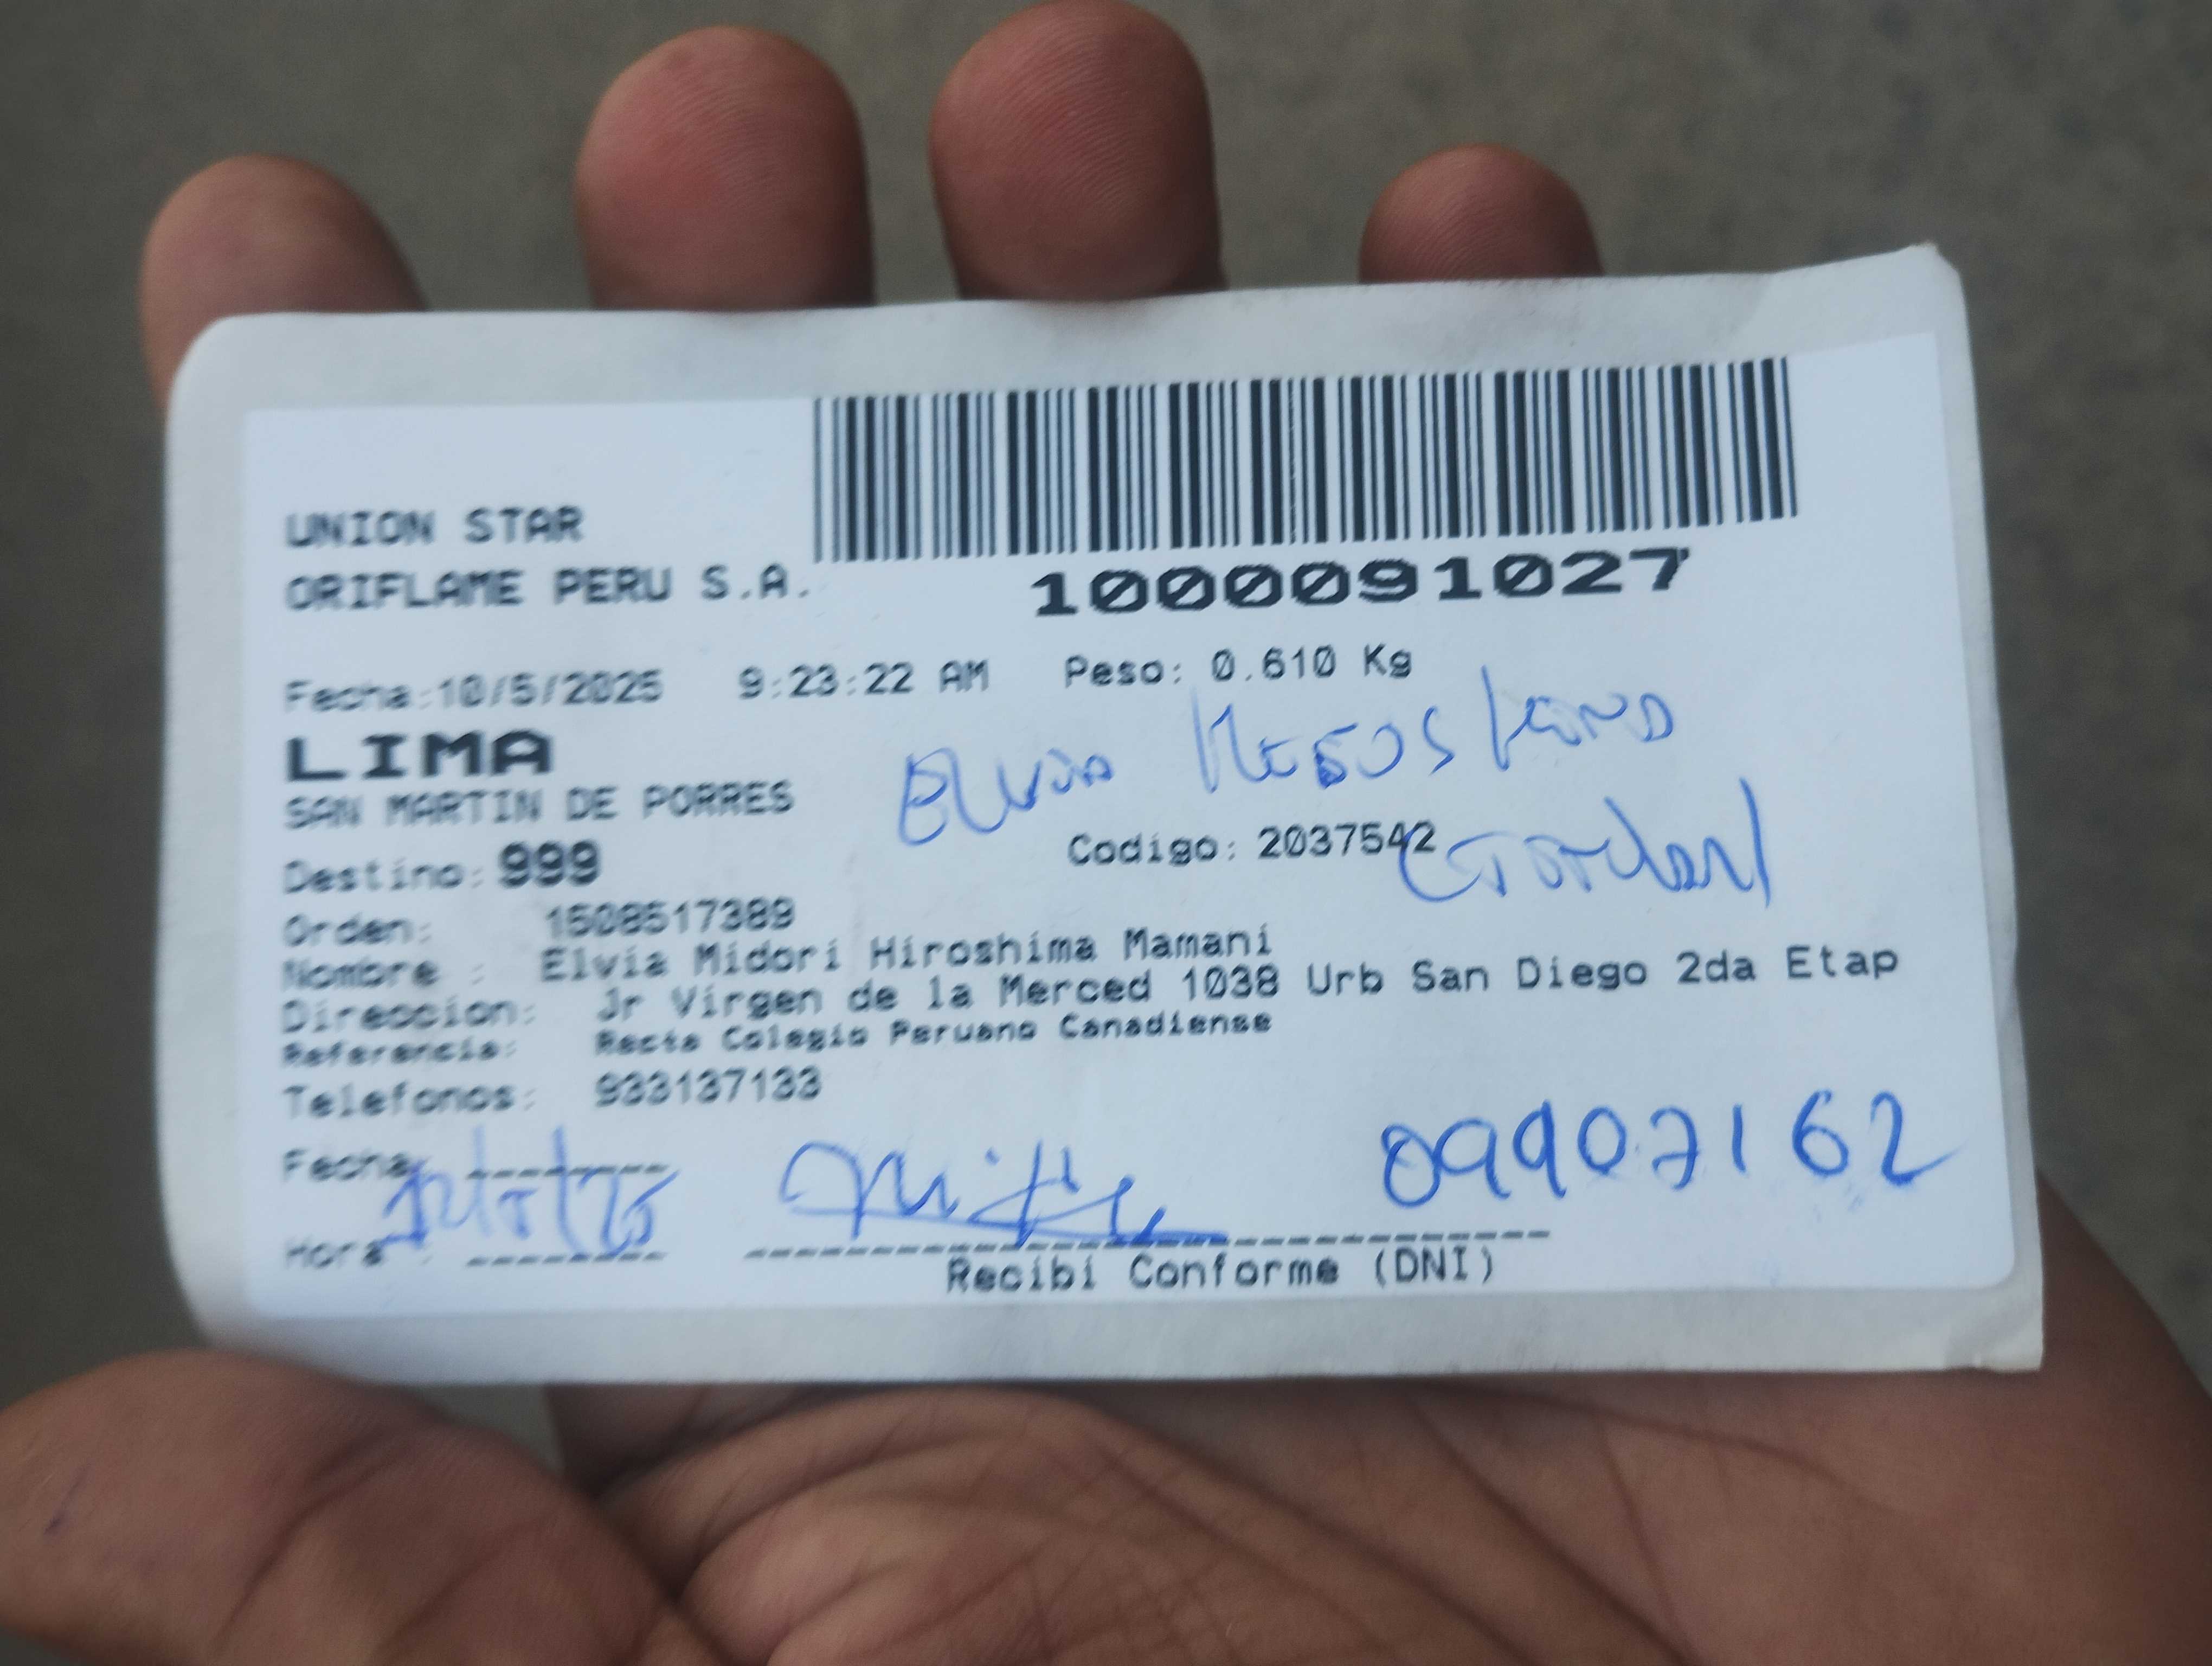 UNION STAR
ORIFLAME PERU S.A.
1000091027
Fecha:10/5/2025 9:23:22 AM Peso: 0.610 Kg
LIMA
SAN MARTIN DE PORRES
Elvia
Destino: 999 Codigo: 2037542
Orden: 1508517389
Nombre : Elvia Midori Hiroshima Mamani
Direccion: Jr Virgen de la Merced 1038 Urb San Diego 2da Etap
Referencia: Recta Colegio Peruano Canadiense
Telefonos: 933137133
Fecha:
09907162
Hora :
Recibi Conforme (DNI)